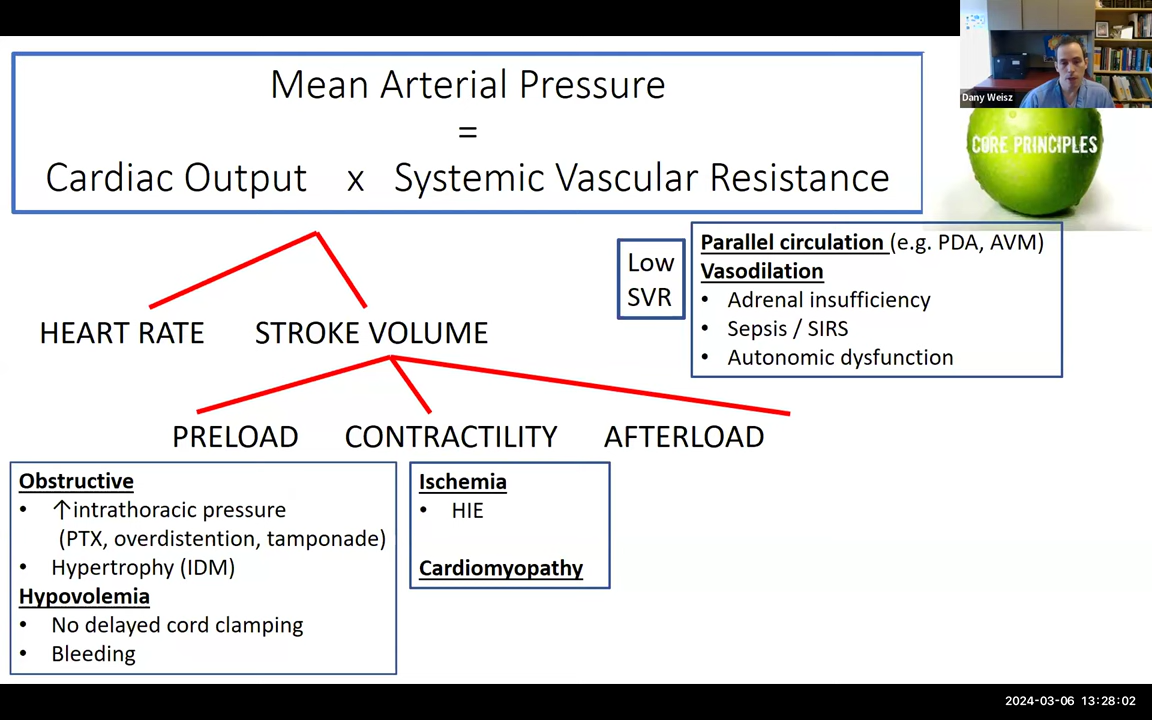 Mean Arterial Pressure
=
Cardiac Output x Systemic Vascular Resistance
Dany Weisz
CORE PRINCIPLES
Low
SVR
Parallel circulation (e.g. PDA, AVM)
Vasodilation
• Adrenal insufficiency
• Sepsis / SIRS
• Autonomic dysfunction
HEART RATE STROKE VOLUME
PRELOAD CONTRACTILITY AFTERLOAD
Obstructive
• ↑intrathoracic pressure
(PTX, overdistention, tamponade)
• Hypertrophy (IDM)
Hypovolemia
• No delayed cord clamping
• Bleeding
Ischemia
• HIE
Cardiomyopathy
2024-03-06 13:28:02